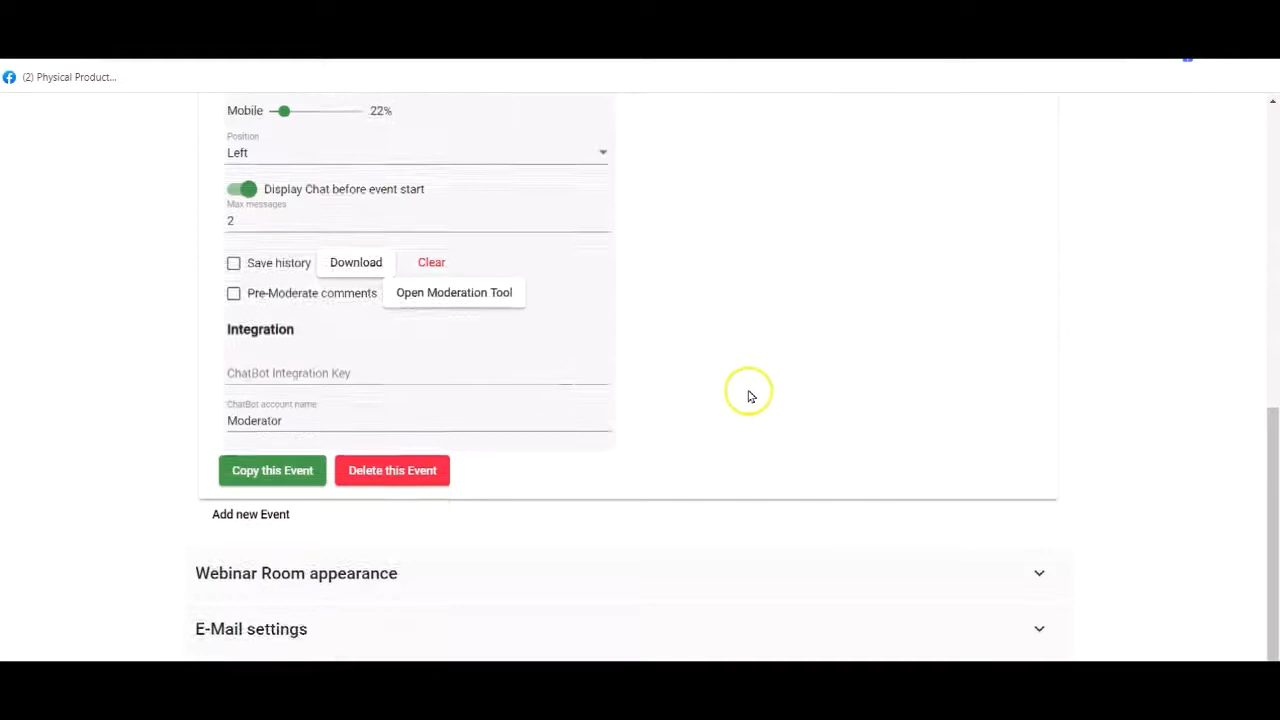 (2) Physical Product...
Mobile 22%
Position
Left
Display Chat before event start
Max messages
2
Save history Download Clear
Pre-Moderate comments Open Moderation Tool
Integration
ChatBot Integration Key
ChatBot account name
Moderator
Copy this Event Delete this Event
Add new Event
Webinar Room appearance
E-Mail settings